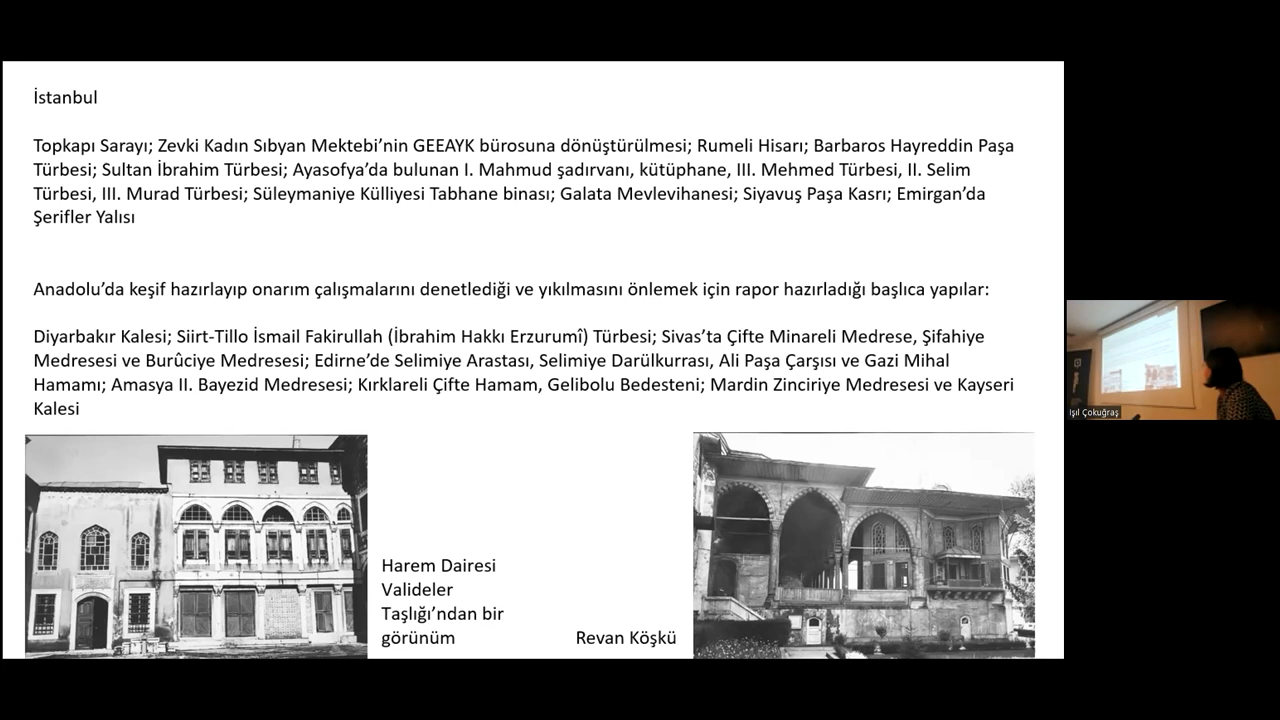 İstanbul
Topkapı Sarayı; Zevki Kadın Sıbyan Mektebi’nin GEEAYK bürosuna dönüştürülmesi; Rumeli Hisarı; Barbaros Hayreddin Paşa
Türbesi; Sultan İbrahim Türbesi; Ayasofya’da bulunan I. Mahmud şadırvanı, kütüphane, III. Mehmed Türbesi, II. Selim
Türbesi, III. Murad Türbesi; Süleymaniye Külliyesi Tabhane binası; Galata Mevlevihanesi; Siyavuş Paşa Kasrı; Emirgan’da
Şerifler Yalısı
Anadolu’da keşif hazırlayıp onarım çalışmalarını denetlediği ve yıkılmasını önlemek için rapor hazırladığı başlıca yapılar:
Diyarbakır Kalesi; Siirt-Tillo İsmail Fakirullah (İbrahim Hakkı Erzurumî) Türbesi; Sivas’ta Çifte Minareli Medrese, Şifahiye
Medresesi ve Burûciye Medresesi; Edirne’de Selimiye Arastası, Selimiye Darülkurrası, Ali Paşa Çarşısı ve Gazi Mihal
Hamamı; Amasya II. Bayezid Medresesi; Kırklareli Çifte Hamam, Gelibolu Bedesteni; Mardin Zinciriye Medresesi ve Kayseri
Kalesi
Harem Dairesi
Valideler
Taşlığı’ndan bir
görünüm
Revan Köşkü
Işıl Çokuğraş